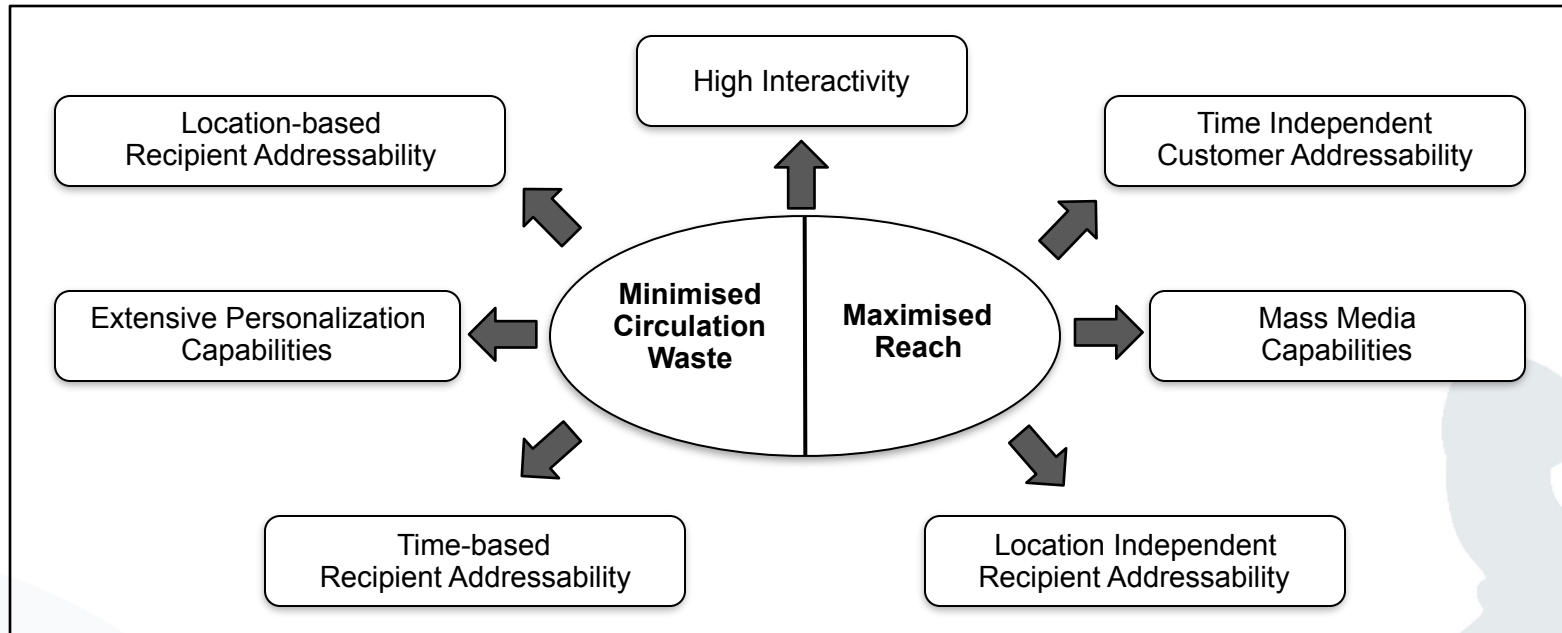 High Interactivity
Location-based
Recipient Addressability
Time Independent
Customer Addressability
Minimised
Circulation
Waste
Maximised
Reach
Extensive Personalization
Capabilities
Mass Media
Capabilities
Time-based
Recipient Addressability
Location Independent
Recipient Addressability